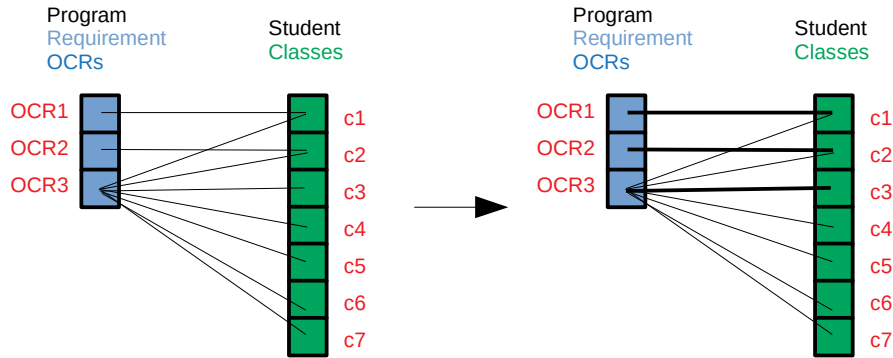 Program
Requirement
OCRs
Student
Classes
OCR1
OCR2
OCR3
c1
c2
c3
c4
c5
c6
c7
Program
Requirement
OCRs
Student
Classes
OCR1
OCR2
OCR3
c1
c2
c3
c4
c5
c6
c7